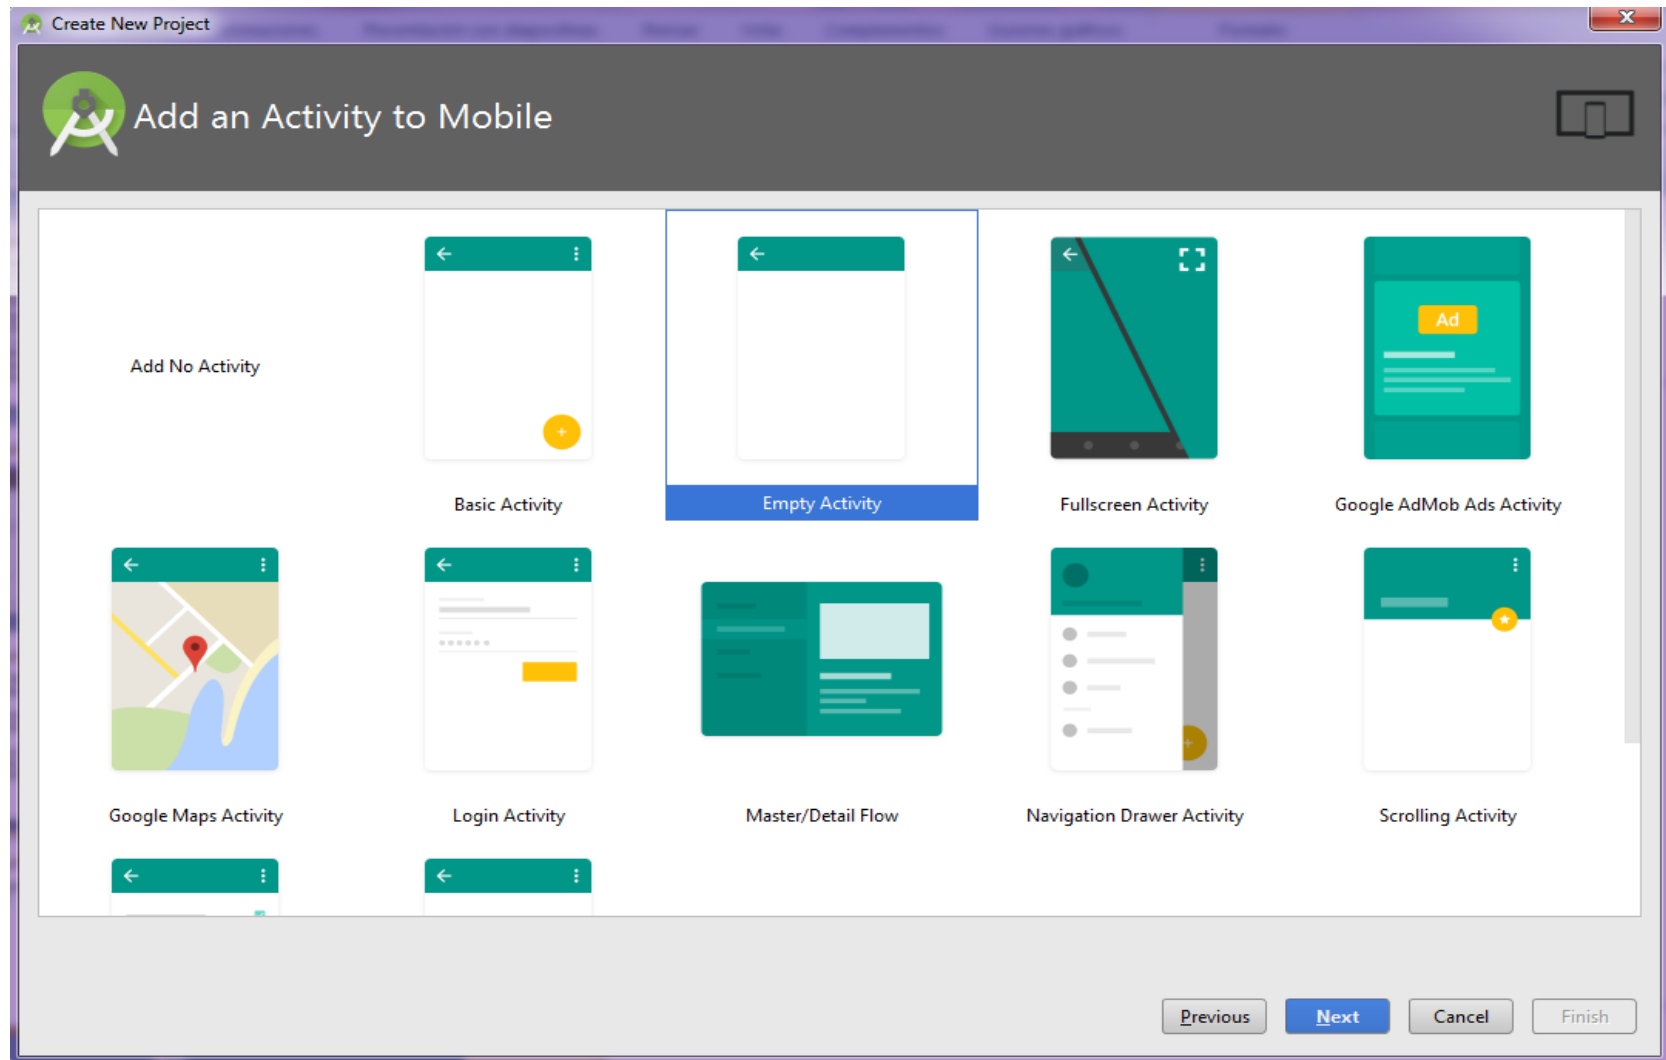 Create New Project
Add an Activity to Mobile
Add No Activity
Basic Activity
Empty Activity
Fullscreen Activity
Ad
Google AdMob Ads Activity
Google Maps Activity
Login Activity
Master/Detail Flow
Navigation Drawer Activity
Scrolling Activity
Previous
Next
Cancel
Finish